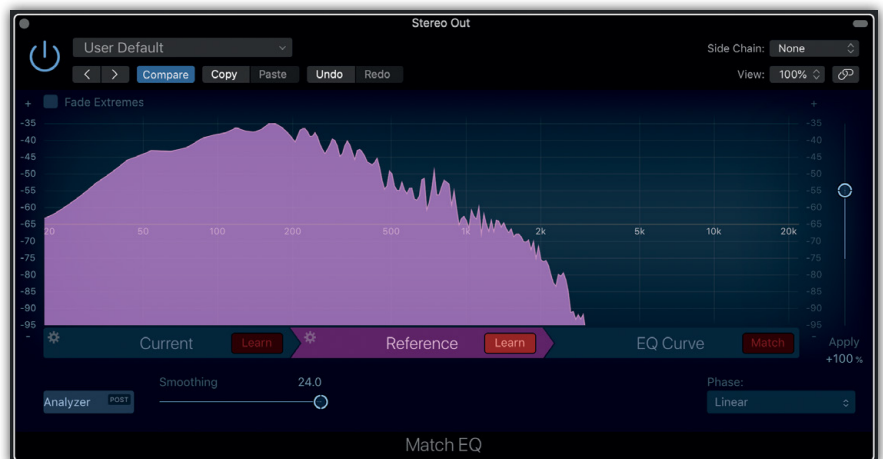 Stereo Out
User Default
Side Chain: None
Compare Copy Paste Undo Redo
View: 100%
+ Fade Extremes +
-35 -35
-40 -40
-45 -45
-50 -50
-55 -55
-60 -60
-65 -65
20 50 100 200 500 1k 2k 5k 10k 20k
-70 -70
-75 -75
-80 -80
-85 -85
-90 -90
-95 -95
- -
Current Learn Reference Learn EQ Curve Match
Apply
+100 %
Smoothing 24.0
Phase:
Analyzer POST
Linear
Match EQ